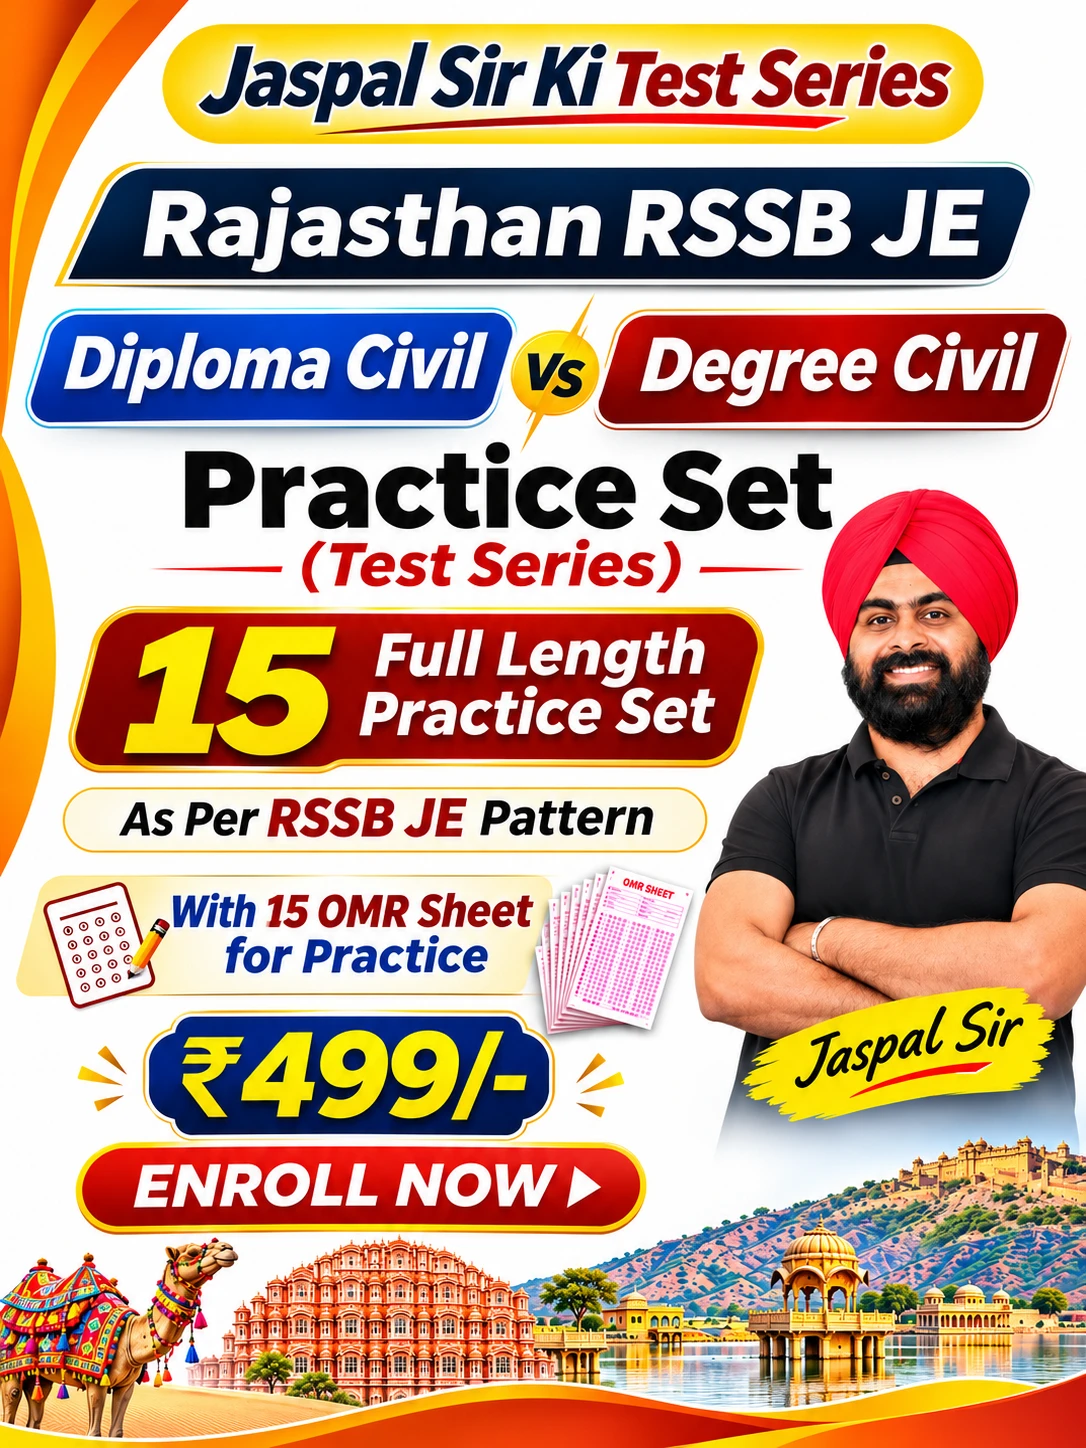 Jaspal Sir Ki Test Series
Rajasthan RSSB JE
Diploma Civil Vs Degree Civil
Practice Set
(Test Series)
15 Full Length
Practice Set
As Per RSSB JE Pattern
With 15 OMR Sheet
for Practice
OMR SHEET
₹499/-
Jaspal Sir
ENROLL NOW